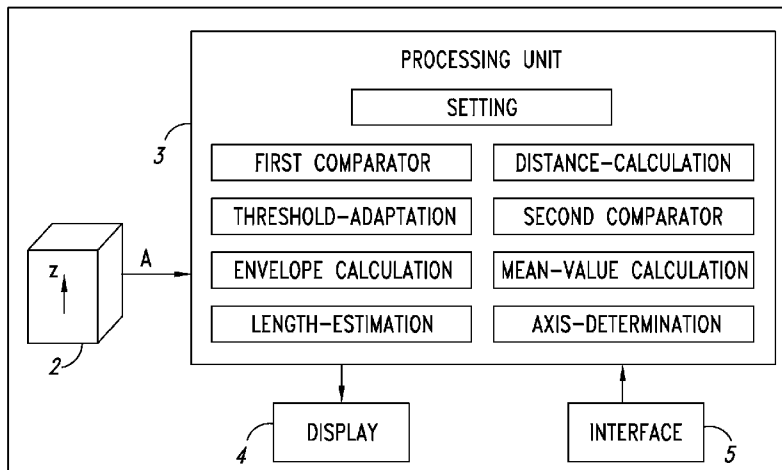 PROCESSING UNIT
SETTING
3
FIRST COMPARATOR
DISTANCE-CALCULATION
THRESHOLD-ADAPTATION
SECOND COMPARATOR
z
A
ENVELOPE CALCULATION
MEAN-VALUE CALCULATION
LENGTH-ESTIMATION
AXIS-DETERMINATION
2
4
DISPLAY
INTERFACE
5